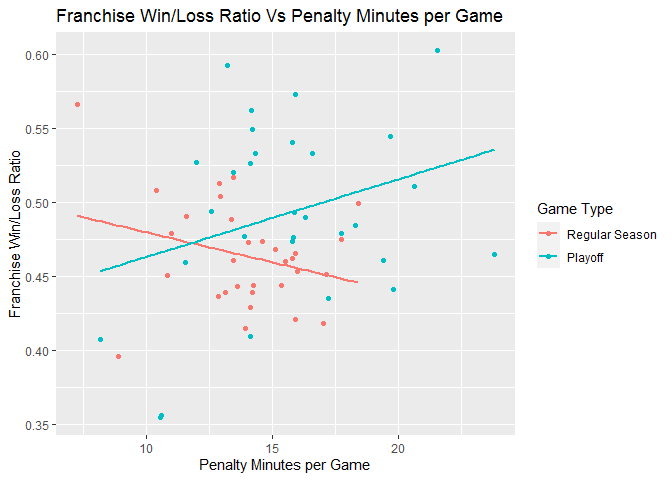 Franchise Win/Loss Ratio Vs Penalty Minutes per Game
0.60
0.55
0.50
0.45
0.40
0.35
Franchise Win/Loss Ratio
10 15 20
Penalty Minutes per Game
Game Type
Regular Season
Playoff